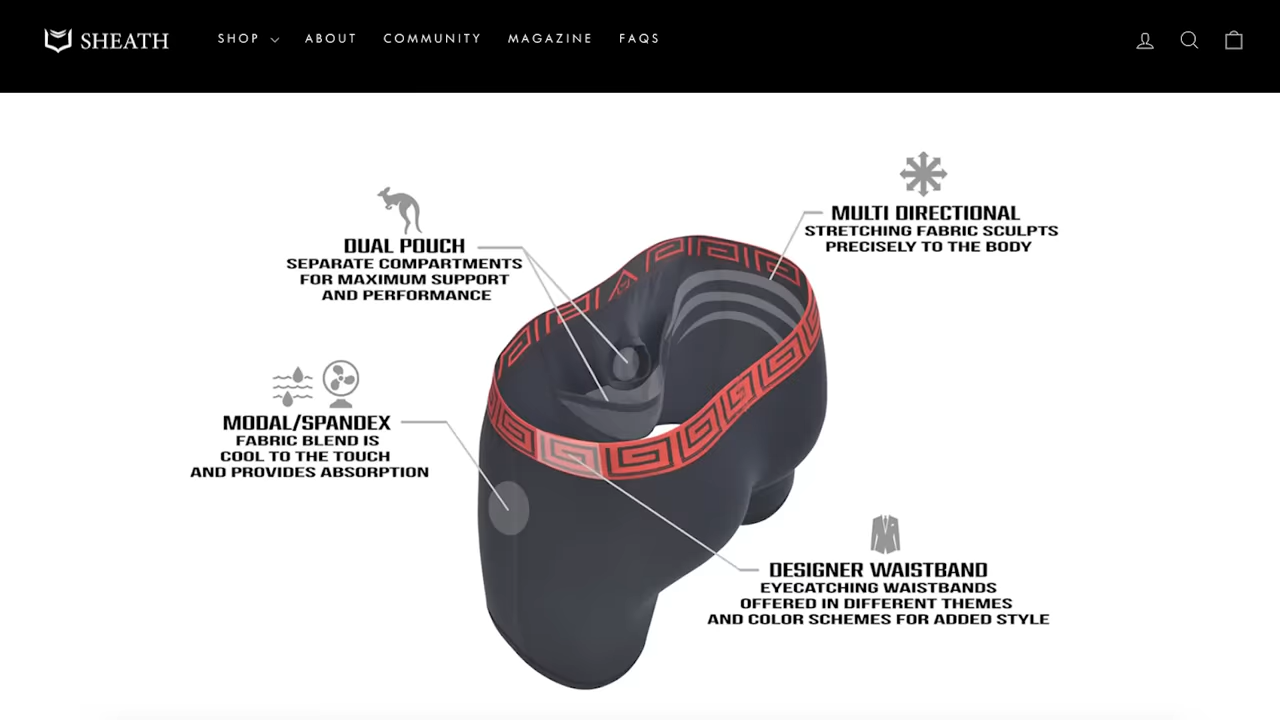 SHEATH
SHOP
ABOUT
COMMUNITY
MAGAZINE
FAQS
DUAL POUCH
SEPARATE COMPARTMENTS
FOR MAXIMUM SUPPORT
AND PERFORMANCE
MULTI DIRECTIONAL
STRETCHING FABRIC SCULPTS
PRECISELY TO THE BODY
MODAL/SPANDEX
FABRIC BLEND IS
COOL TO THE TOUCH
AND PROVIDES ABSORPTION
DESIGNER WAISTBAND
EYECATCHING WAISTBANDS
OFFERED IN DIFFERENT THEMES
AND COLOR SCHEMES FOR ADDED STYLE